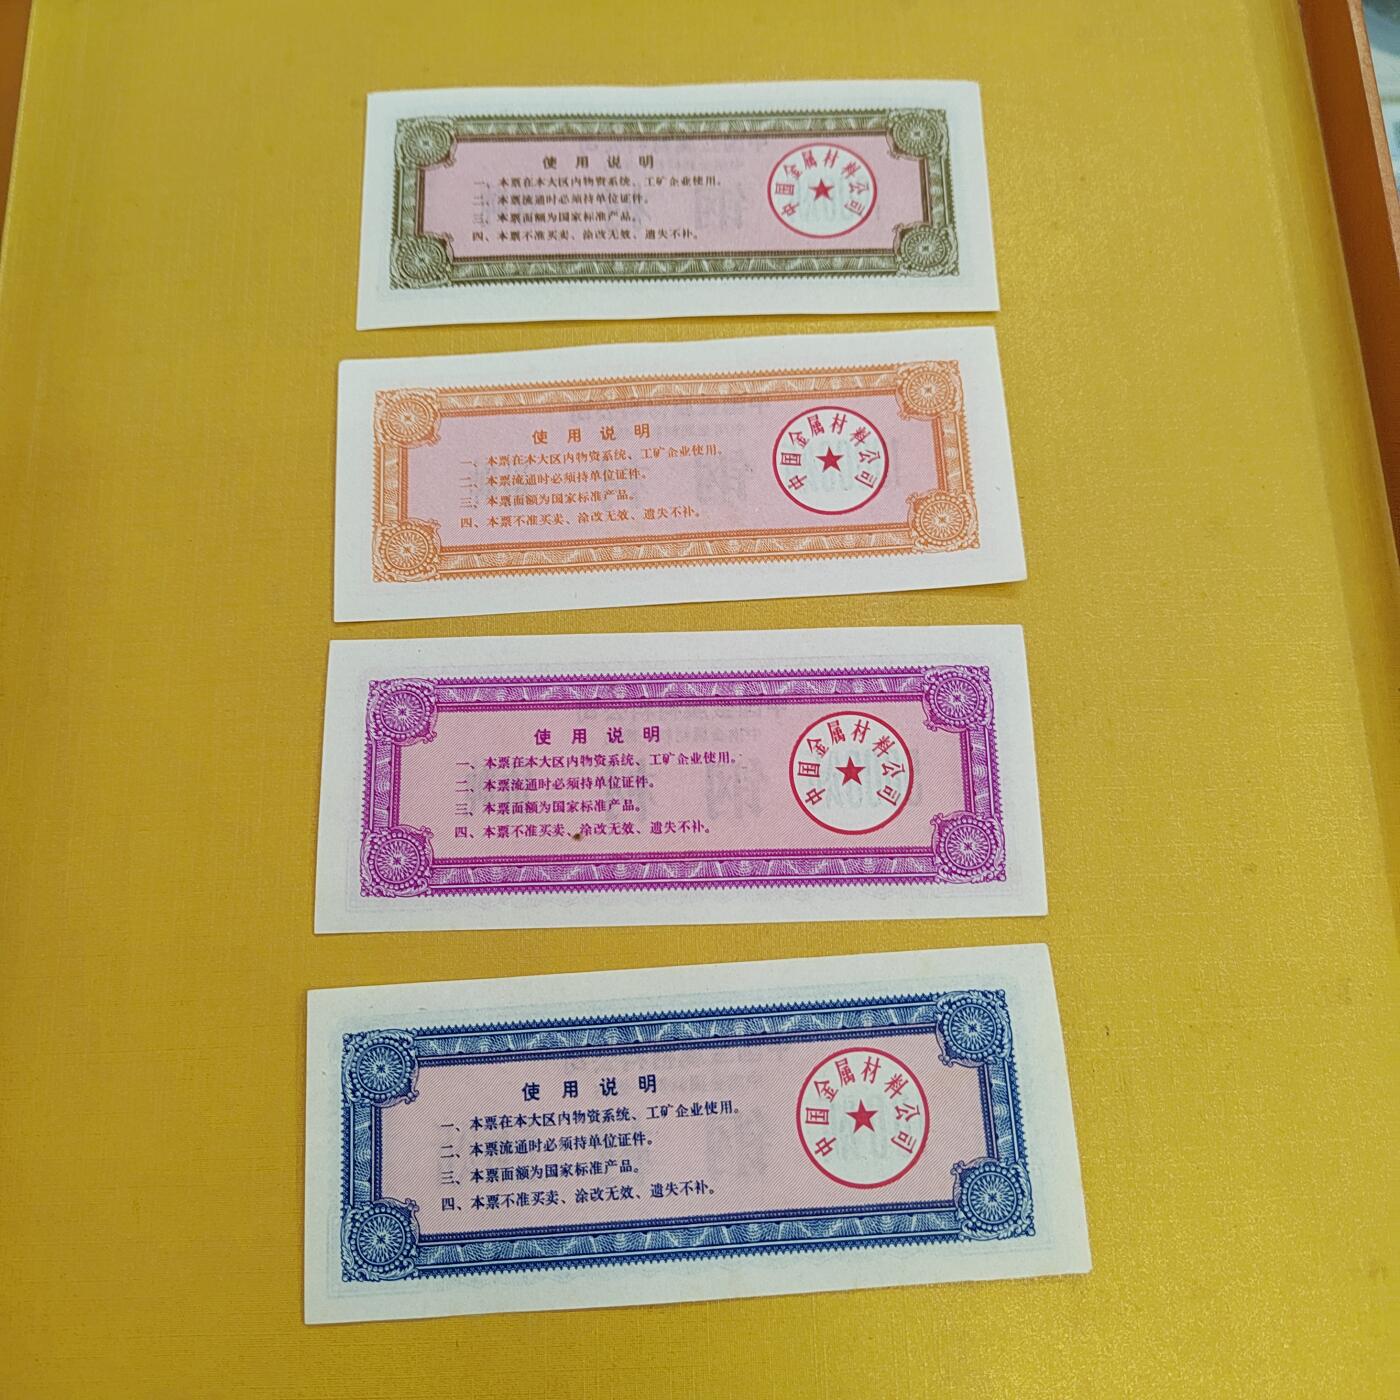 使用说明
一、本票在本大区内物资系统、工矿企业使用。
二、本票流通时必须持单位证件。
三、本票面额为国家标准产品。
四、本票不准买卖、涂改无效、遗失不补。
中国金属材料公司
使用说明
一、本票在本大区内物资系统、工矿企业使用。
二、本票流通时必须持单位证件。
三、本票面额为国家标准产品。
四、本票不准买卖、涂改无效、遗失不补。
中国金属材料公司
使用说明
一、本票在本大区内物资系统、工矿企业使用。
二、本票流通时必须持单位证件。
三、本票面额为国家标准产品。
四、本票不准买卖、涂改无效、遗失不补。
中国金属材料公司
使用说明
一、本票在本大区内物资系统、工矿企业使用。
二、本票流通时必须持单位证件。
三、本票面额为国家标准产品。
四、本票不准买卖、涂改无效、遗失不补。
中国金属材料公司